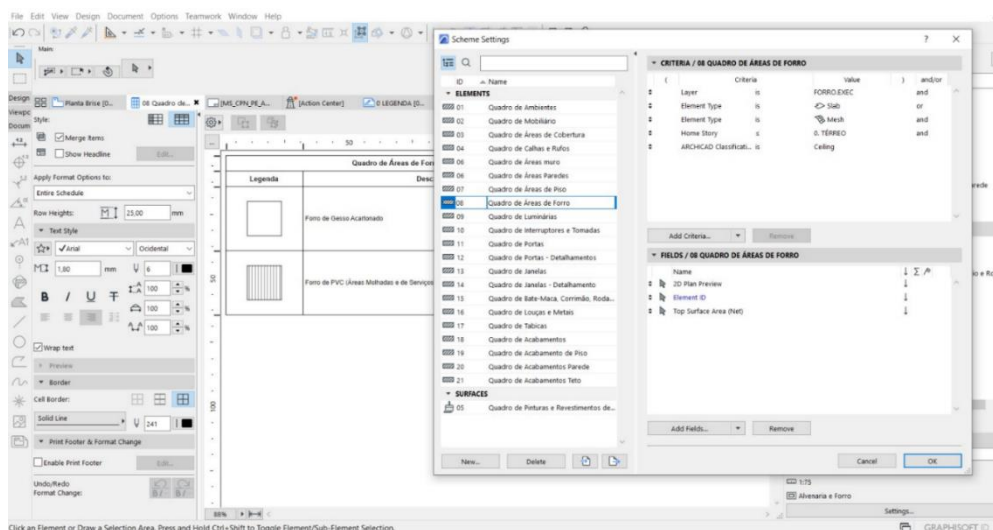 File Edit View Design Document Options Teamwork Window Help
Main:
Design
Viewpc
Docum
Planta Brise [0...
08 Quadro de...
[MS_CPN_PE_A...
[Action Center]
0 LEGENDA [0...
Style:
Merge Items
Show Headline
Edit...
Apply Format Options to:
Entire Schedule
Row Heights:
25,00
mm
Text Style
Arial
Ocidental
1,80
mm
6
B I U T
100 %
100 %
100 %
Wrap text
Preview
Border
Cell Border:
Solid Line
241
Print Footer & Format Change
Enable Print Footer
Edit...
Undo/Redo
Format Change:
50
Quadro de Áreas de For
Legenda
Desc
Forro de Gesso Acartonado
Forro de PVC (Áreas Molhadas e de Serviços
50
100
88%
Scheme Settings
? ×
ID Name
ELEMENTS
01 Quadro de Ambientes
02 Quadro de Mobiliário
03 Quadro de Áreas de Cobertura
04 Quadro de Calhas e Rufos
Quadro de Áreas muro
06 Quadro de Áreas Paredes
07 Quadro de Áreas de Piso
08 Quadro de Áreas de Forro
09 Quadro de Luminárias
10 Quadro de Interruptores e Tomadas
11 Quadro de Portas
12 Quadro de Portas - Detalhamentos
13 Quadro de Janelas
14 Quadro de Janelas - Detalhamento
15 Quadro de Bate-Maca, Corrimão, Roda...
16 Quadro de Louças e Metais
17 Quadro de Tabicas
18 Quadro de Acabamentos
19 Quadro de Acabamento de Piso
20 Quadro de Acabamentos Parede
21 Quadro de Acabamentos Teto
SURFACES
05 Quadro de Pinturas e Revestimentos de...
New...
Delete
CRITERIA / 08 QUADRO DE ÁREAS DE FORRO
( Criteria Value ) and/or
Layer is FORRO.EXEC and
Element Type is Slab or
Element Type is Mesh and
Home Story is 0. TÉRREO and
ARCHICAD Classificati... is Ceiling
Add Criteria...
Remove
FIELDS / 08 QUADRO DE ÁREAS DE FORRO
Name
2D Plan Preview
Element ID
Top Surface Area (Net)
Add Fields...
Remove
Cancel
OK
arede
1:75
Alvenaria e Forro
Settings...
Click an Element or Draw a Selection Area. Press and Hold Ctrl+Shift to Toggle Element/Sub-Element Selection.
GRAPHISOFT ID